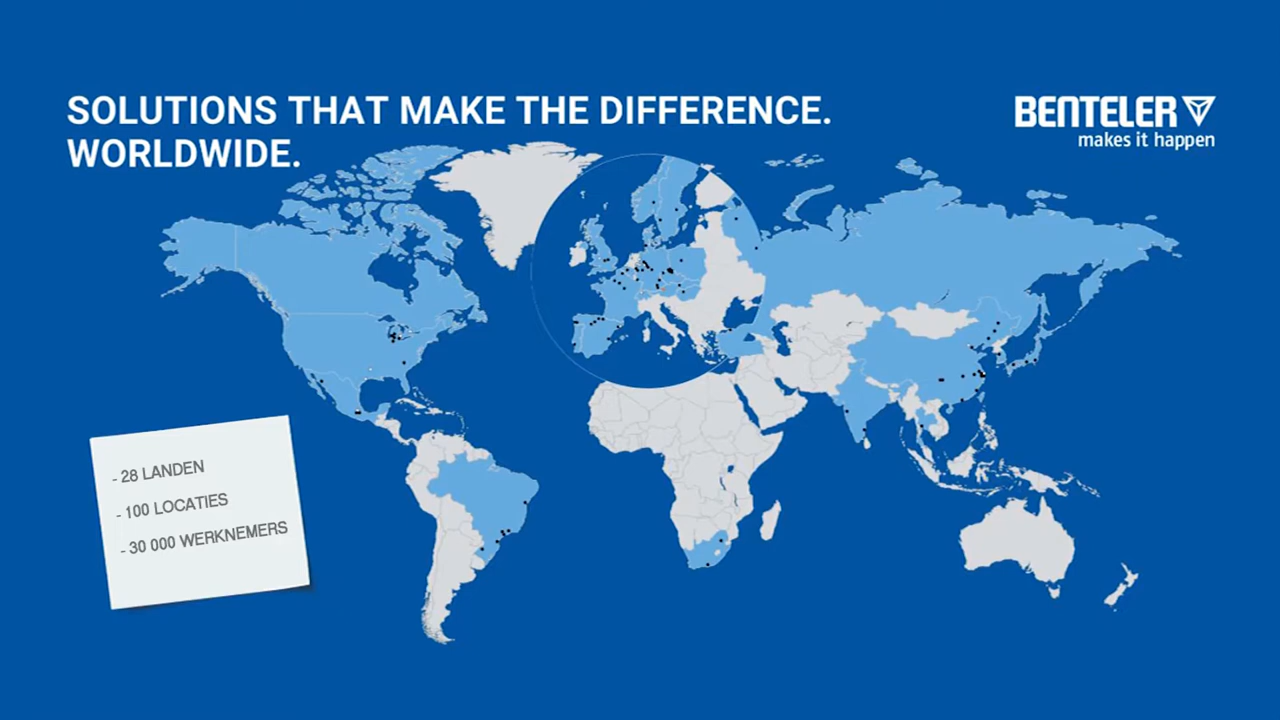 SOLUTIONS THAT MAKE THE DIFFERENCE.
WORLDWIDE.
BENTELER
makes it happen
- 28 LANDEN
- 100 LOCATIES
- 30 000 WERKNEMERS